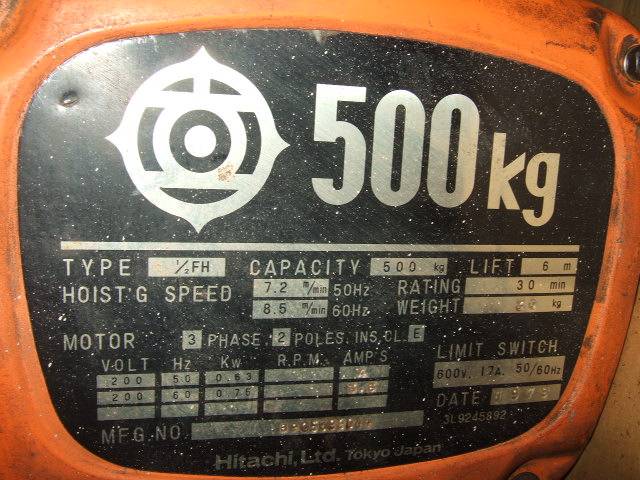 500kg
TYPE 1/2FH CAPACITY 500 kg LIFT 6 m
HOIST'G SPEED 7.2 m/min 50Hz RATING 30 min
8.5 m/min 60Hz WEIGHT kg
MOTOR 3 PHASE. 2 POLES. INS. CL. E
VOLT Hz Kw R.P.M. AMP'S
200 50 0.63
200 60 0.75
LIMIT SWITCH
600V. 17A. 50/60Hz
DATE 1979
3L9245892
MFG. NO.
Hitachi, Ltd. Tokyo Japan